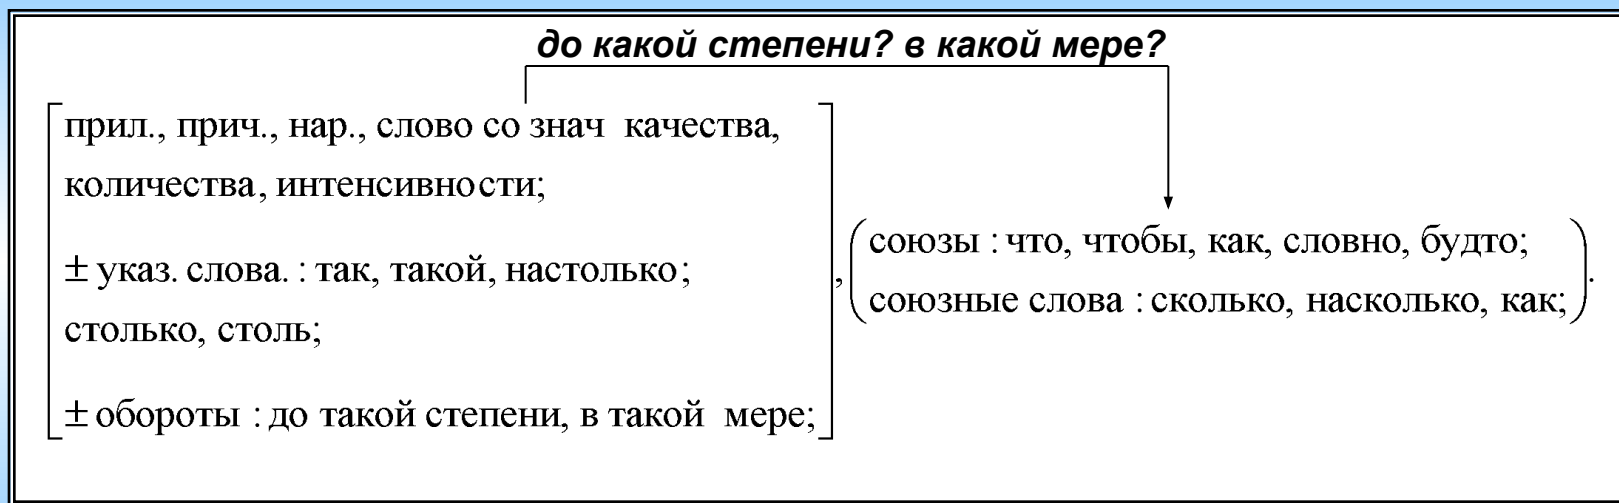 до какой степени? в какой мере?
прил., прич., нар., слово со знач качества,
количества, интенсивности;
± указ. слова. : так, такой, настолько;
столько, столь;
± обороты : до такой степени, в такой мере;
,
союзы : что, чтобы, как, словно, будто;
союзные слова : сколько, насколько, как;
.